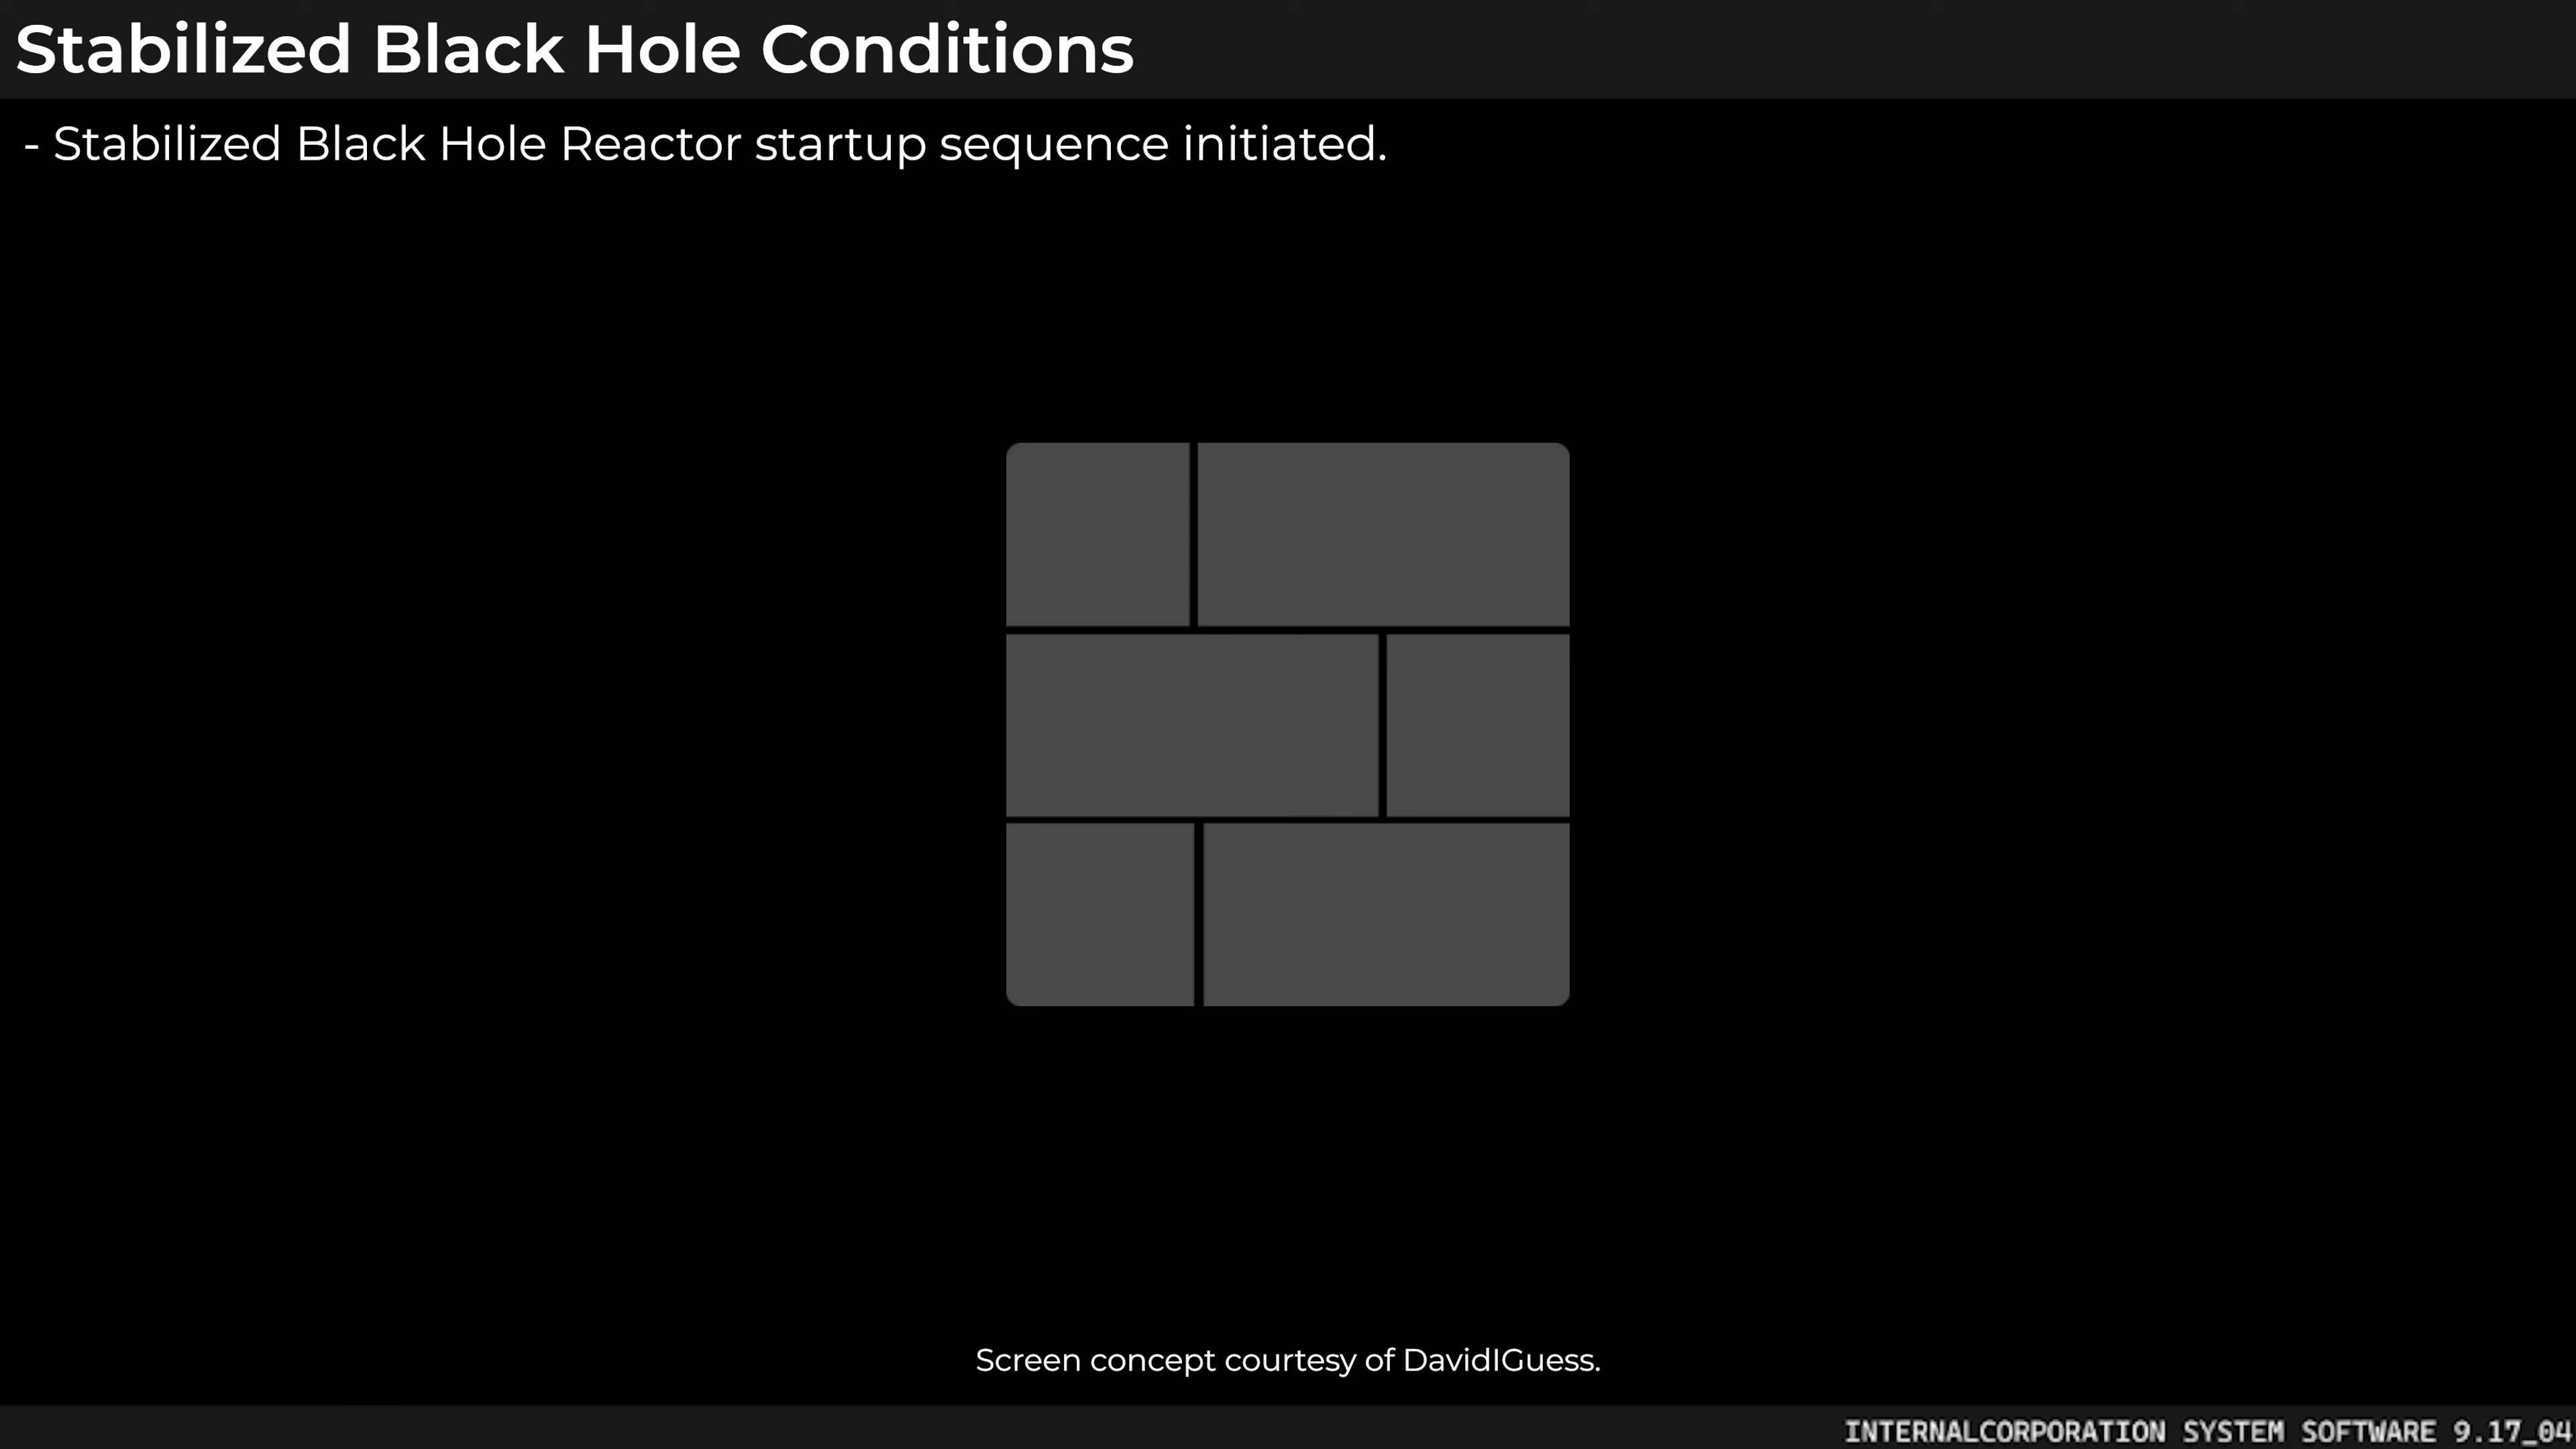 Stabilized Black Hole Conditions
- Stabilized Black Hole Reactor startup sequence initiated.
Screen concept courtesy of DavidIGuess.
INTERNALCORPORATION SYSTEM SOFTWARE 9.17_04